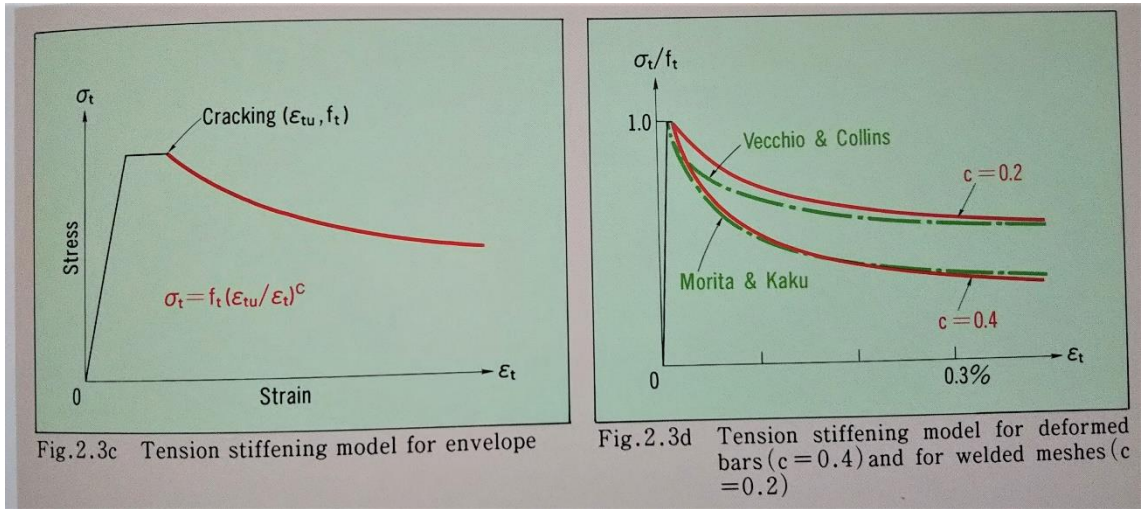 σt
Cracking (εtu, ft)
Stress
σt=ft(εtu/εt)c
εt
0
Strain
Fig.2.3c Tension stiffening model for envelope
σt/ft
1.0
Vecchio & Collins
c=0.2
Morita & Kaku
c=0.4
εt
0
0.3%
Fig.2.3d Tension stiffening model for deformed
bars(c=0.4)and for welded meshes(c
=0.2)